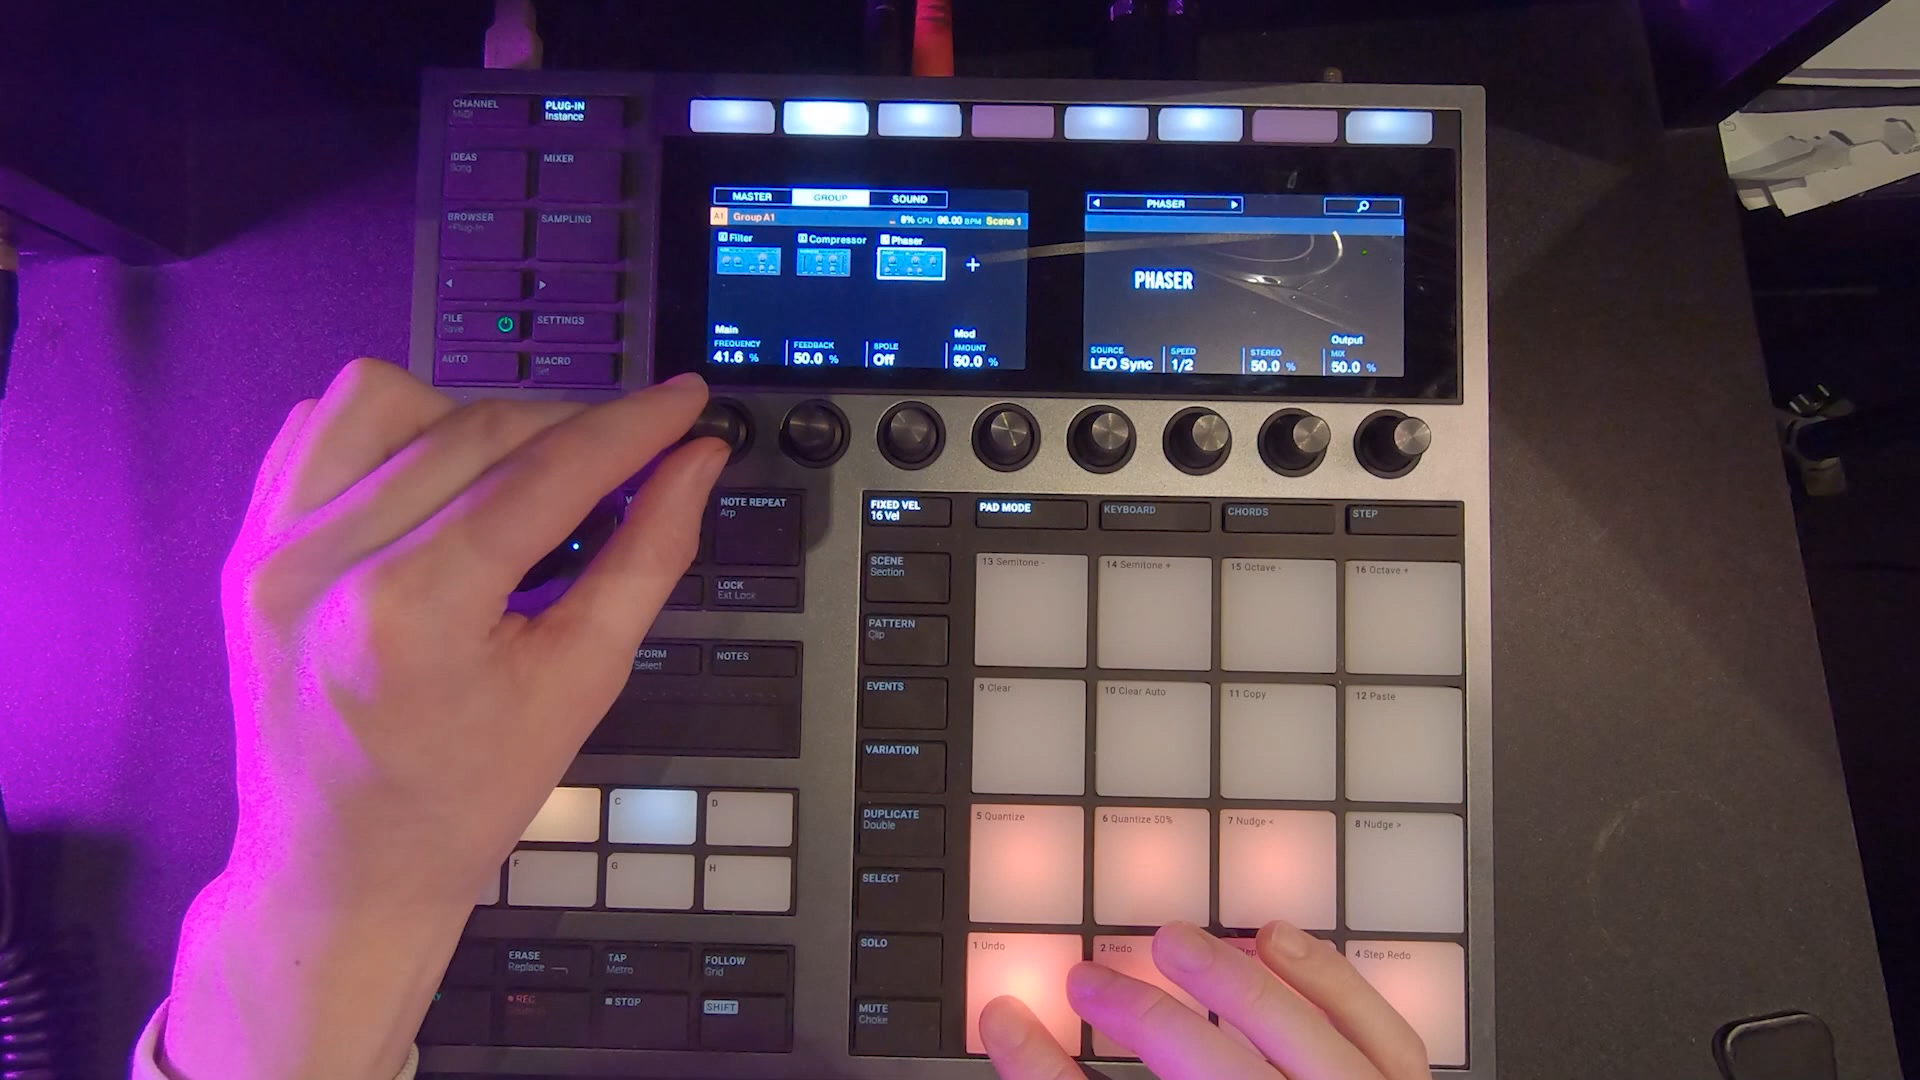 CHANNEL
Midi
PLUG-IN
Instance
IDEAS
Song
MIXER
BROWSER
+Plug-In
SAMPLING
FILE
Save
SETTINGS
AUTO
MACRO
Set
MASTER
GROUP
SOUND
A1
Group A1
8% CPU
98.00 BPM
Scene 1
Filter
Compressor
Phaser
+
Main
Mod
FREQUENCY
41.6 %
FEEDBACK
50.0 %
8POLE
Off
AMOUNT
50.0 %
PHASER
PHASER
Output
SOURCE
LFO Sync
SPEED
1/2
STEREO
50.0 %
MIX
50.0 %
NOTE REPEAT
Arp
LOCK
Ext Lock
Select
NOTES
FIXED VEL
16 Vel
PAD MODE
KEYBOARD
CHORDS
STEP
SCENE
Section
PATTERN
Clip
EVENTS
VARIATION
DUPLICATE
Double
SELECT
SOLO
MUTE
Choke
13 Semitone -
14 Semitone +
15 Octave -
16 Octave +
9 Clear
10 Clear Auto
11 Copy
12 Paste
5 Quantize
6 Quantize 50%
7 Nudge <
8 Nudge >
1 Undo
2 Redo
4 Step Redo
C
D
F
G
H
ERASE
Replace
TAP
Metro
FOLLOW
Grid
REC
STOP
SHIFT